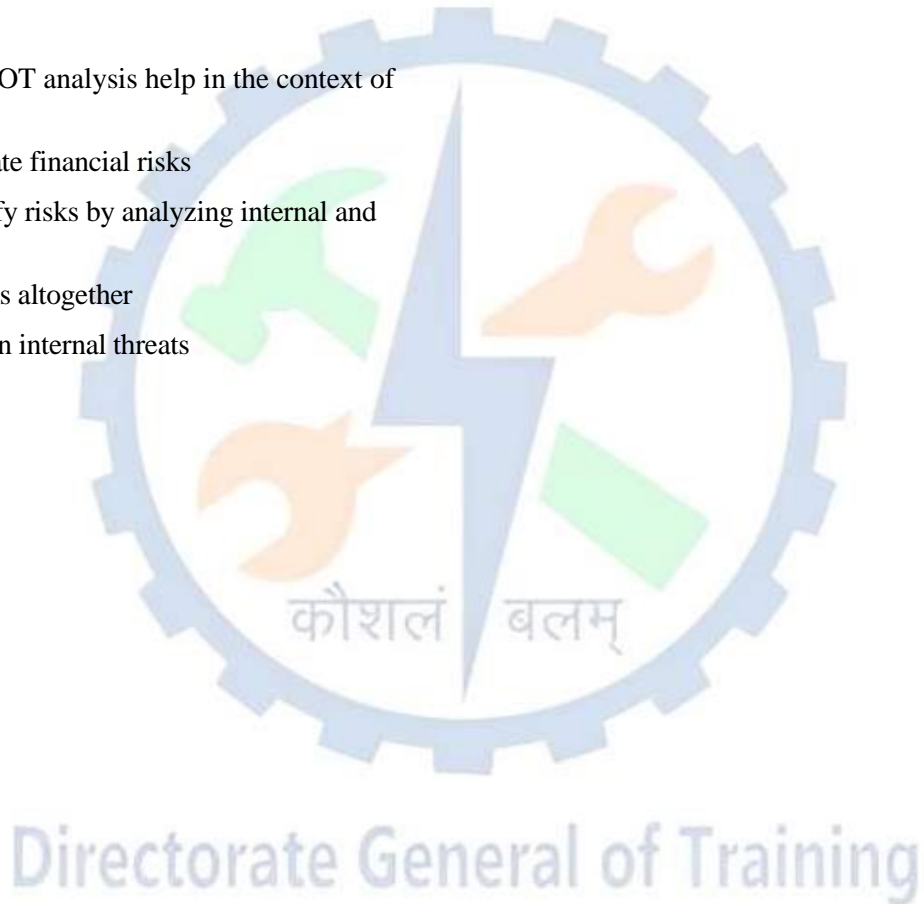 OT analysis help in the context of
te financial risks
fy risks by analyzing internal and
s altogether
n internal threats
कौशलं बलम्
Directorate General of Training